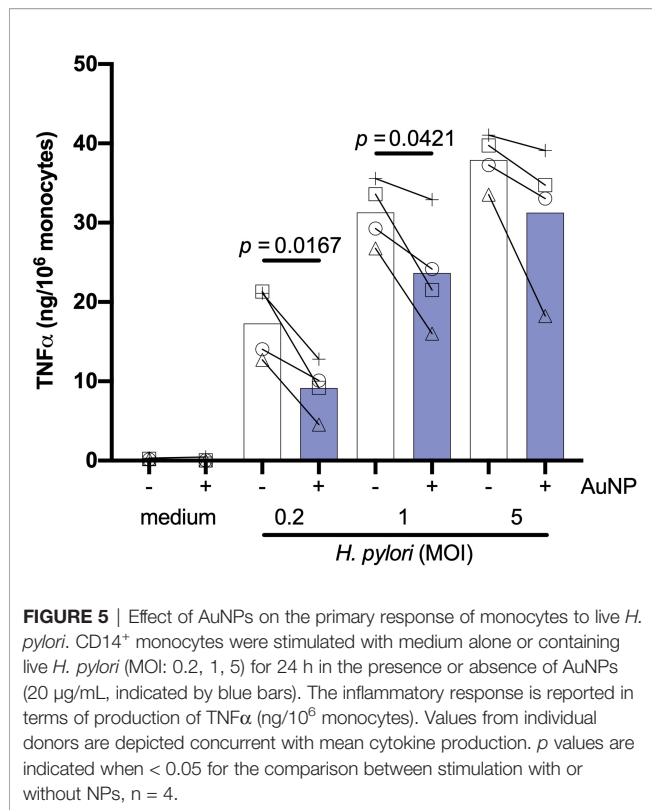 50
40
30
20
10
0
TNFα (ng/10⁶ monocytes)
p = 0.0167
p = 0.0421
- + - + - + - + AuNP
medium 0.2 1 5
H. pylori (MOI)
FIGURE 5 | Effect of AuNPs on the primary response of monocytes to live H.
pylori. CD14⁺ monocytes were stimulated with medium alone or containing
live H. pylori (MOI: 0.2, 1, 5) for 24 h in the presence or absence of AuNPs
(20 µg/mL, indicated by blue bars). The inflammatory response is reported in
terms of production of TNFα (ng/10⁶ monocytes). Values from individual
donors are depicted concurrent with mean cytokine production. p values are
indicated when < 0.05 for the comparison between stimulation with or
without NPs, n = 4.